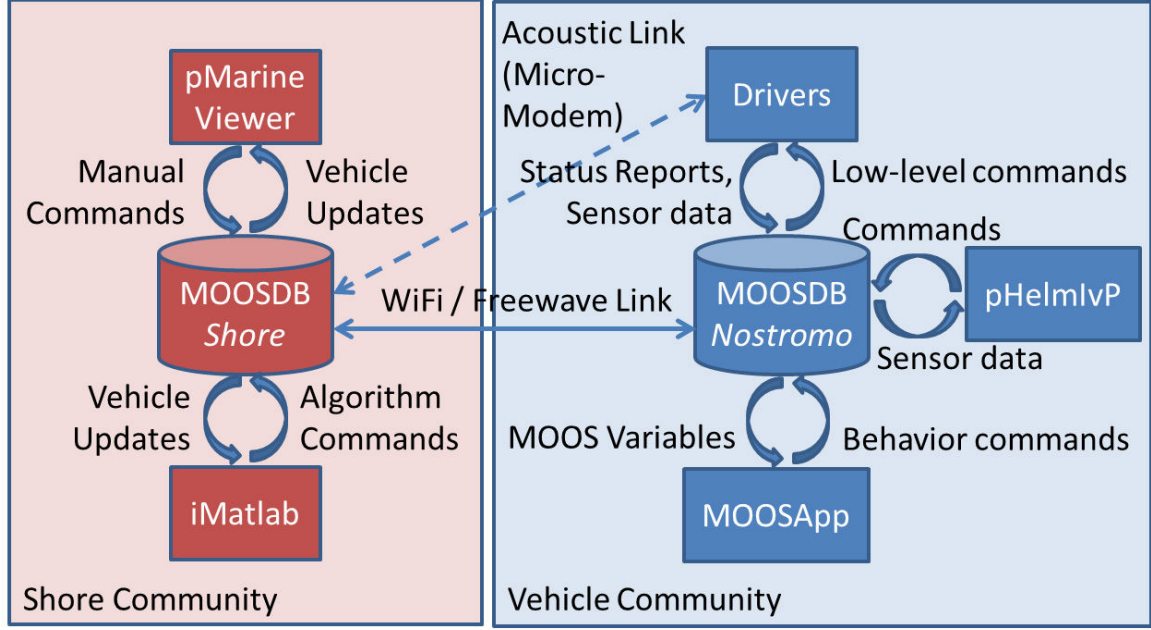 pMarine
Viewer
Manual
Commands
Vehicle
Updates
MOOSDB
Shore
Vehicle
Updates
Algorithm
Commands
iMatlab
Shore Community
Acoustic Link
(Micro-
Modem)
WiFi / Freewave Link
Drivers
Status Reports,
Sensor data
Low-level commands
Commands
MOOSDB
Nostromo
pHelmIvP
Sensor data
MOOS Variables
Behavior commands
MOOSApp
Vehicle Community